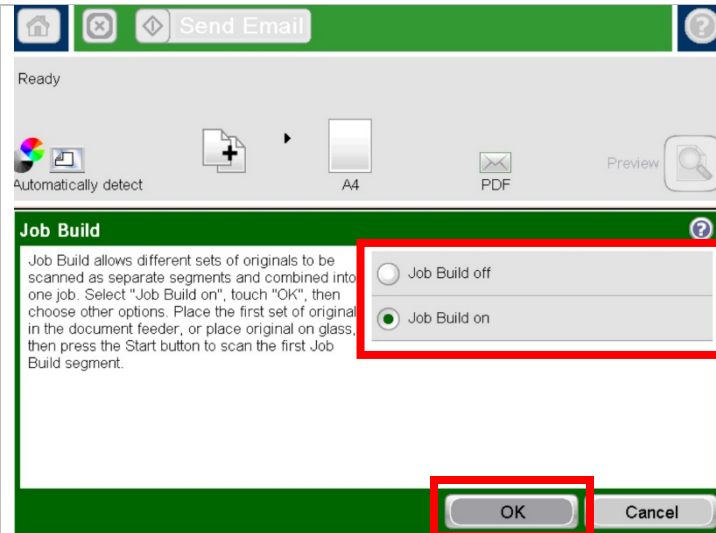 Send Email
?
Ready
Automatically detect
A4
PDF
Preview
Job Build
?
Job Build allows different sets of originals to be
scanned as separate segments and combined into
one job. Select "Job Build on", touch "OK", then
choose other options. Place the first set of original
in the document feeder, or place original on glass,
then press the Start button to scan the first Job
Build segment.
Job Build off
Job Build on
OK
Cancel